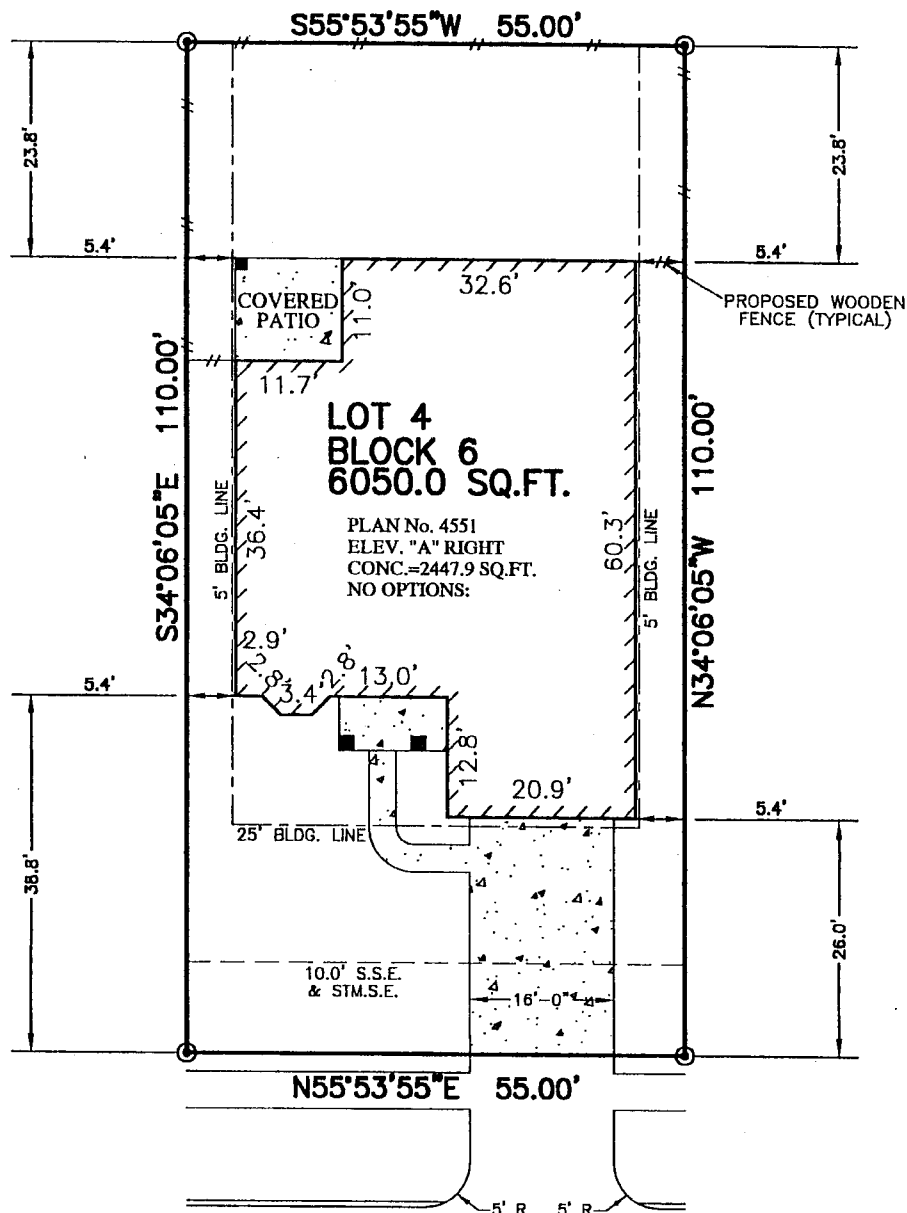 S55°53'55"W 55.00'
23.8'
23.8'
5.4'
5.4'
32.6'
COVERED
PATIO
11.0
PROPOSED WOODEN
FENCE (TYPICAL)
11.7'
S34°06'05"E 110.00'
N34°06'05"W 110.00'
LOT 4
BLOCK 6
6050.0 SQ.FT.
PLAN No. 4551
ELEV. "A" RIGHT
CONC.=2447.9 SQ.FT.
NO OPTIONS:
5' BLDG. LINE
36.4'
60.3'
5' BLDG. LINE
2.9'
2.8'
3.4'
2.8'
13.0'
5.4'
12.8'
20.9'
5.4'
25' BLDG. LINE
38.8'
26.0'
10.0' S.S.E.
& STM.S.E.
16'-0"
N55°53'55"E 55.00'
5' R
5' R